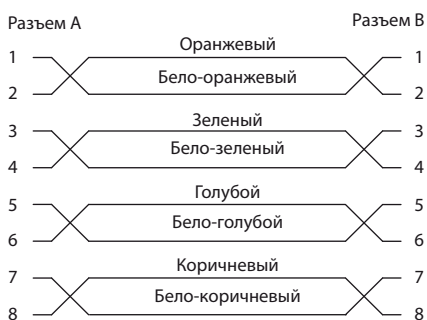 Разъем A
Разъем B
Оранжевый
1
1
Бело-оранжевый
2
2
Зеленый
3
3
Бело-зеленый
4
4
Голубой
5
5
Бело-голубой
6
6
Коричневый
7
7
Бело-коричневый
8
8